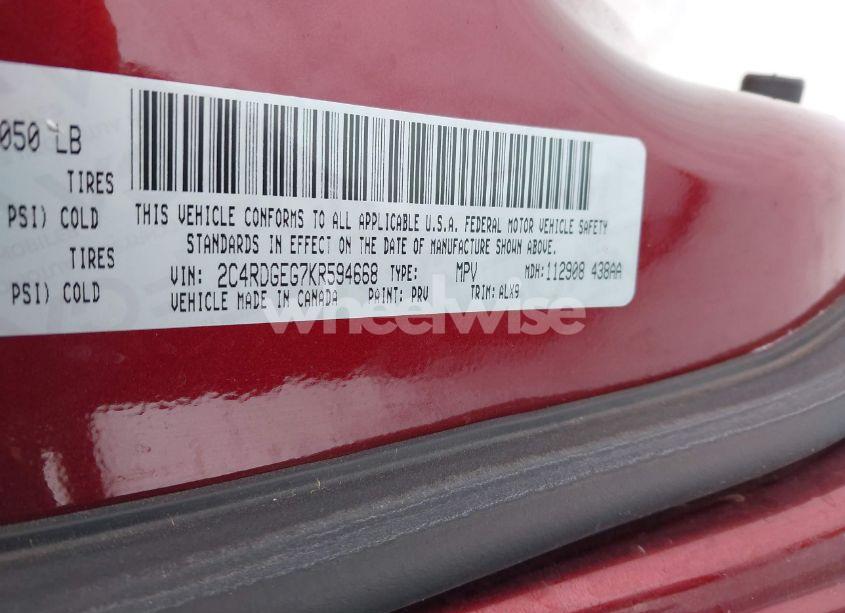 050 LB
TIRES
PSI) COLD
TIRES
PSI) COLD
THIS VEHICLE CONFORMS TO ALL APPLICABLE U.S.A. FEDERAL MOTOR VEHICLE SAFETY
STANDARDS IN EFFECT ON THE DATE OF MANUFACTURE SHOWN ABOVE.
VIN: 2C4RDGEG7KR594668 TYPE: MPV MDH: 112908 438AA
VEHICLE MADE IN CANADA PAINT: PRV TRIM: ALX9
wheelwise